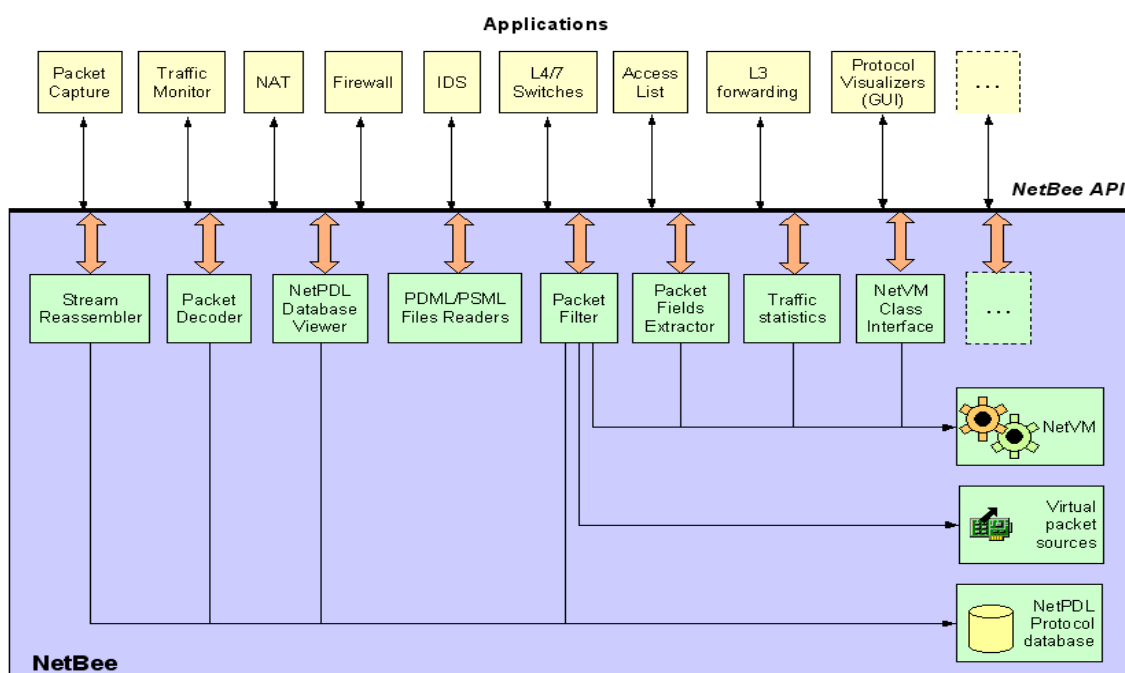 Applications
Packet
Capture
Traffic
Monitor
NAT
Firewall
IDS
L4/7
Switches
Access
List
L3
forwarding
Protocol
Visualizers
(GUI)
...
NetBee API
Stream
Reassembler
Packet
Decoder
NetPDL
Database
Viewer
PDML/PSML
Files Readers
Packet
Filter
Packet
Fields
Extractor
Traffic
statistics
NetVM
Class
Interface
...
NetVM
Virtual
packet
sources
NetPDL
Protocol
database
NetBee